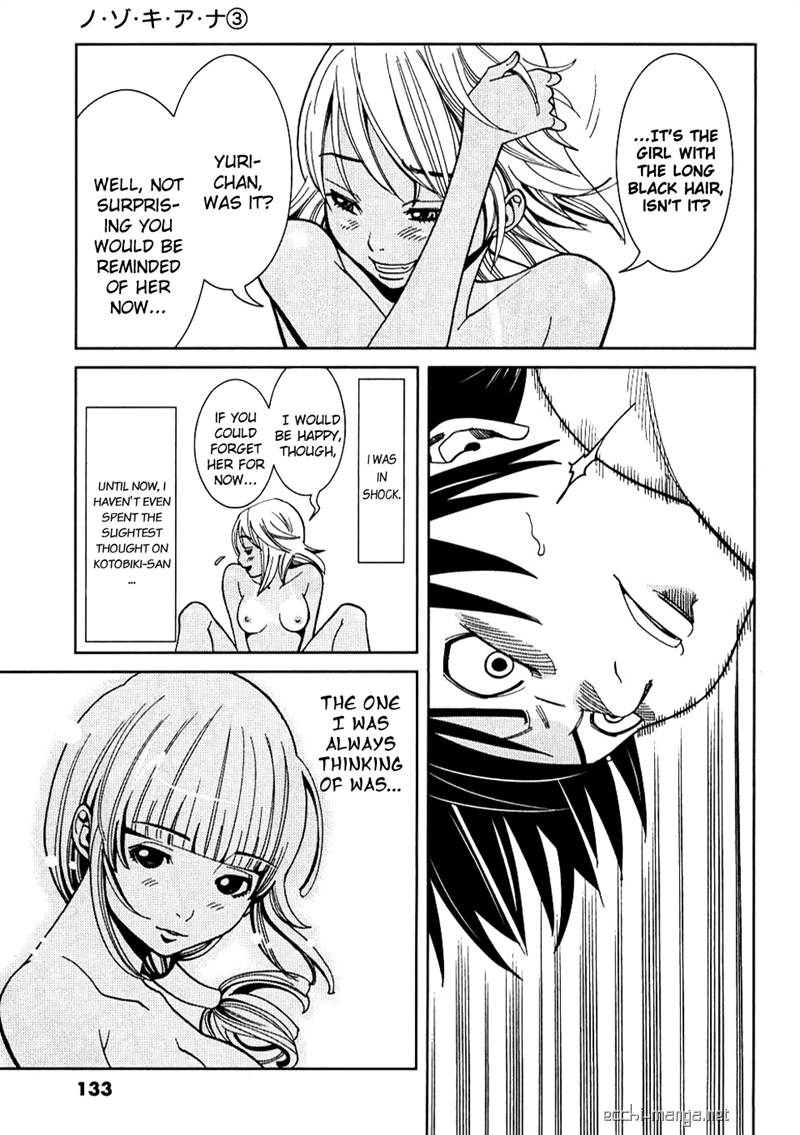 ノ・ゾ・キ・ア・ナ③
...IT'S THE
GIRL WITH
THE LONG
BLACK HAIR,
ISN'T IT?
YURI-
CHAN,
WAS IT?
WELL, NOT
SURPRIS-
ING YOU
WOULD BE
REMINDED
OF HER
NOW...
I WAS
IN
SHOCK.
I WOULD
BE HAPPY,
THOUGH,
IF YOU
COULD
FORGET
HER FOR
NOW...
UNTIL NOW, I
HAVEN'T EVEN
SPENT THE
SLIGHTEST
THOUGHT ON
KOTOBIKI-SAN
...
THE ONE
I WAS
ALWAYS
THINKING
OF WAS...
133
ecchi-manga.net